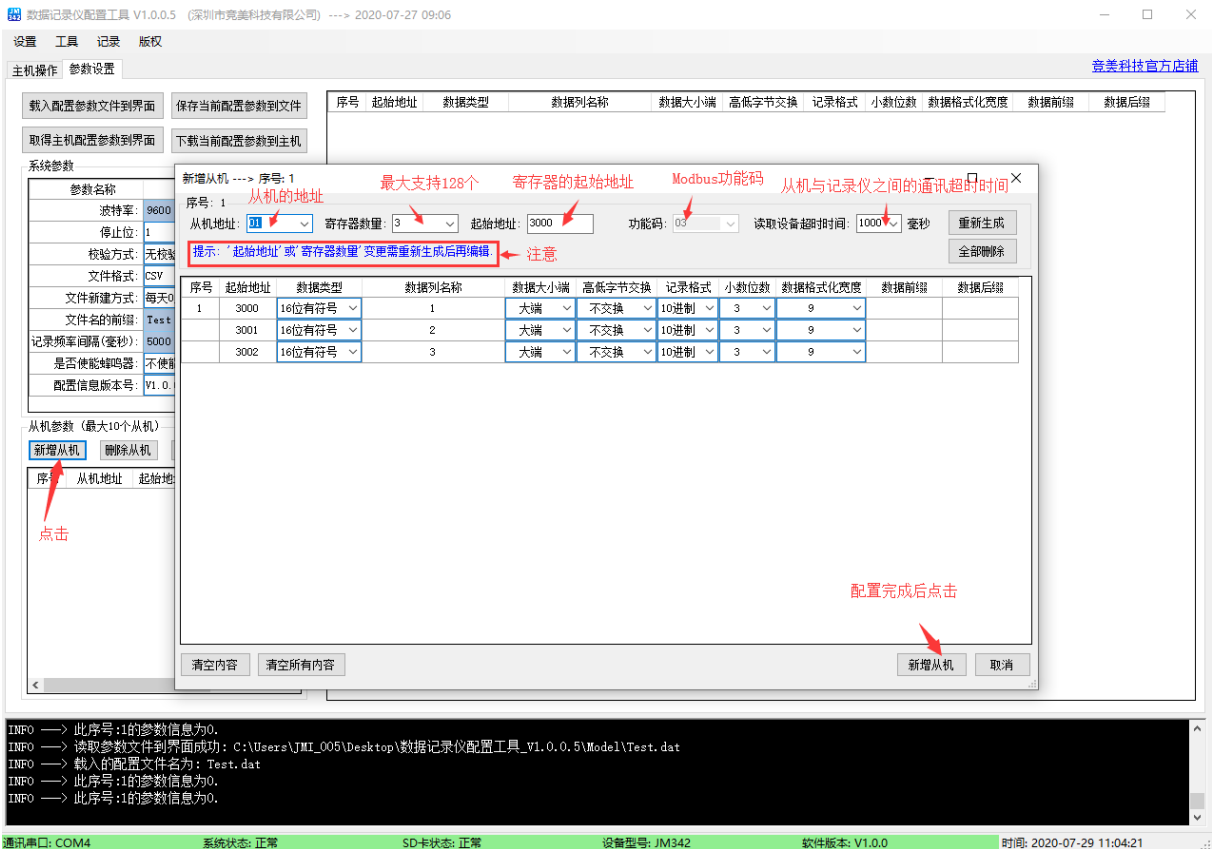 数据记录仪配置工具 V1.0.0.5 (深圳市竞美科技有限公司) ---> 2020-07-27 09:06
设置 工具 记录 版权
主机操作 参数设置 竞美科技官方店铺
载入配置参数文件到界面 保存当前配置参数到文件
取得主机配置参数到界面 下载当前配置参数到主机
序号 起始地址 数据类型 数据列名称 数据大小端 高低字节交换 记录格式 小数位数 数据格式化宽度 数据前缀 数据后缀
系统参数
参数名称
波特率: 9600
停止位: 1
校验方式: 无校验
文件格式: CSV
文件新建方式: 每天0
文件名的前缀: Test
记录频率间隔(毫秒): 5000
是否使能蜂鸣器: 不使能
配置信息版本号: V1.0.
从机参数 (最大10个从机)
新增从机 删除从机
序号 从机地址 起始地
点击
新增从机 ---> 序号: 1
从机的地址 最大支持128个 寄存器的起始地址 Modbus功能码 从机与记录仪之间的通讯超时时间
序号: 1
从机地址: 01 寄存器数量: 3 起始地址: 3000 功能码: 03 读取设备超时时间: 1000 毫秒 重新生成
提示: '起始地址'或'寄存器数量'变更需重新生成后再编辑. 注意 全部删除
序号 起始地址 数据类型 数据列名称 数据大小端 高低字节交换 记录格式 小数位数 数据格式化宽度 数据前缀 数据后缀
1 3000 16位有符号 1 大端 不交换 10进制 3 9
3001 16位有符号 2 大端 不交换 10进制 3 9
3002 16位有符号 3 大端 不交换 10进制 3 9
配置完成后点击
清空内容 清空所有内容 新增从机 取消
INFO ——> 此序号:1的参数信息为0.
INFO ——> 读取参数文件到界面成功: C:\Users\JMI_005\Desktop\数据记录仪配置工具_V1.0.0.5\Model\Test.dat
INFO ——> 载入的配置文件名为: Test.dat
INFO ——> 此序号:1的参数信息为0.
INFO ——> 此序号:1的参数信息为0.
通讯串口: COM4 系统状态: 正常 SD卡状态: 正常 设备型号: JM342 软件版本: V1.0.0 时间: 2020-07-29 11:04:21